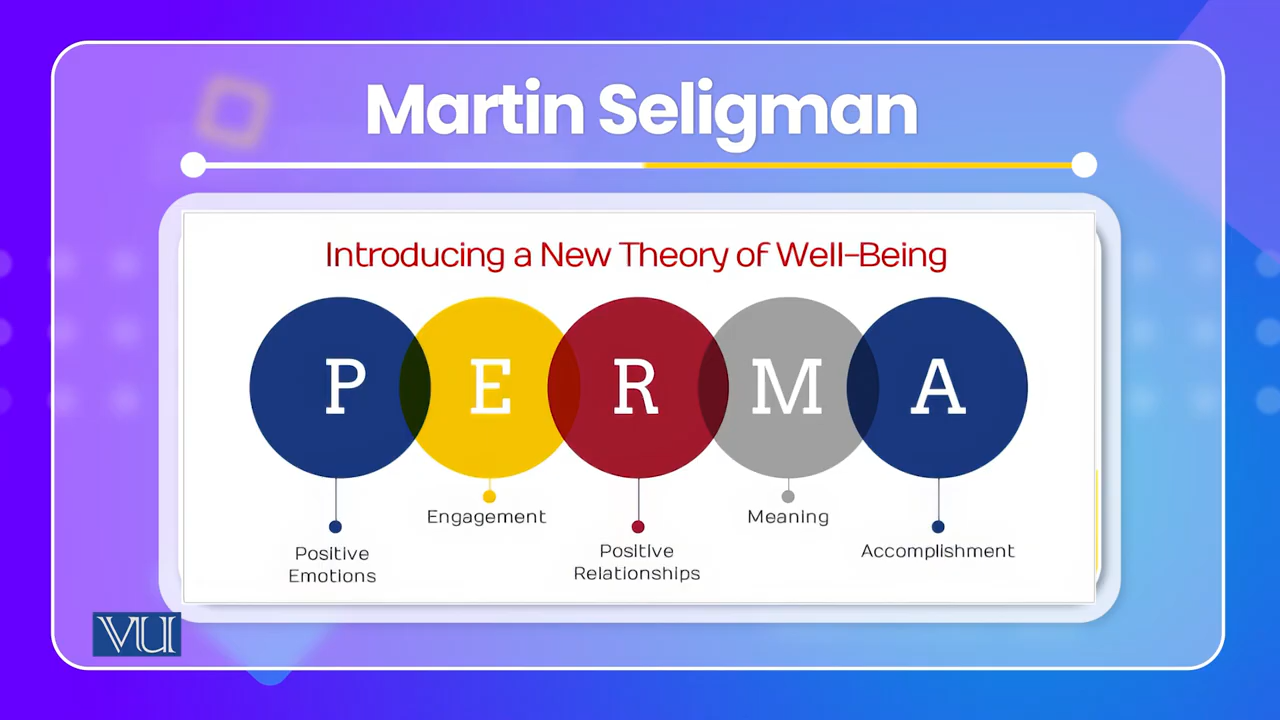 Martin Seligman
Introducing a New Theory of Well-Being
P E R M A
Engagement
Meaning
Positive
Emotions
Positive
Relationships
Accomplishment
VU